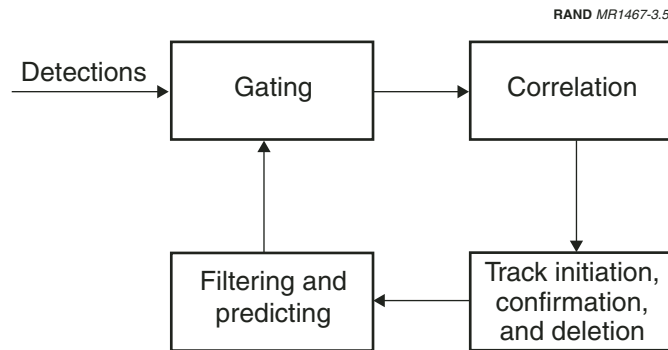 RAND MR1467-3.5
Detections
Gating
Correlation
Filtering and
predicting
Track initiation,
confirmation,
and deletion